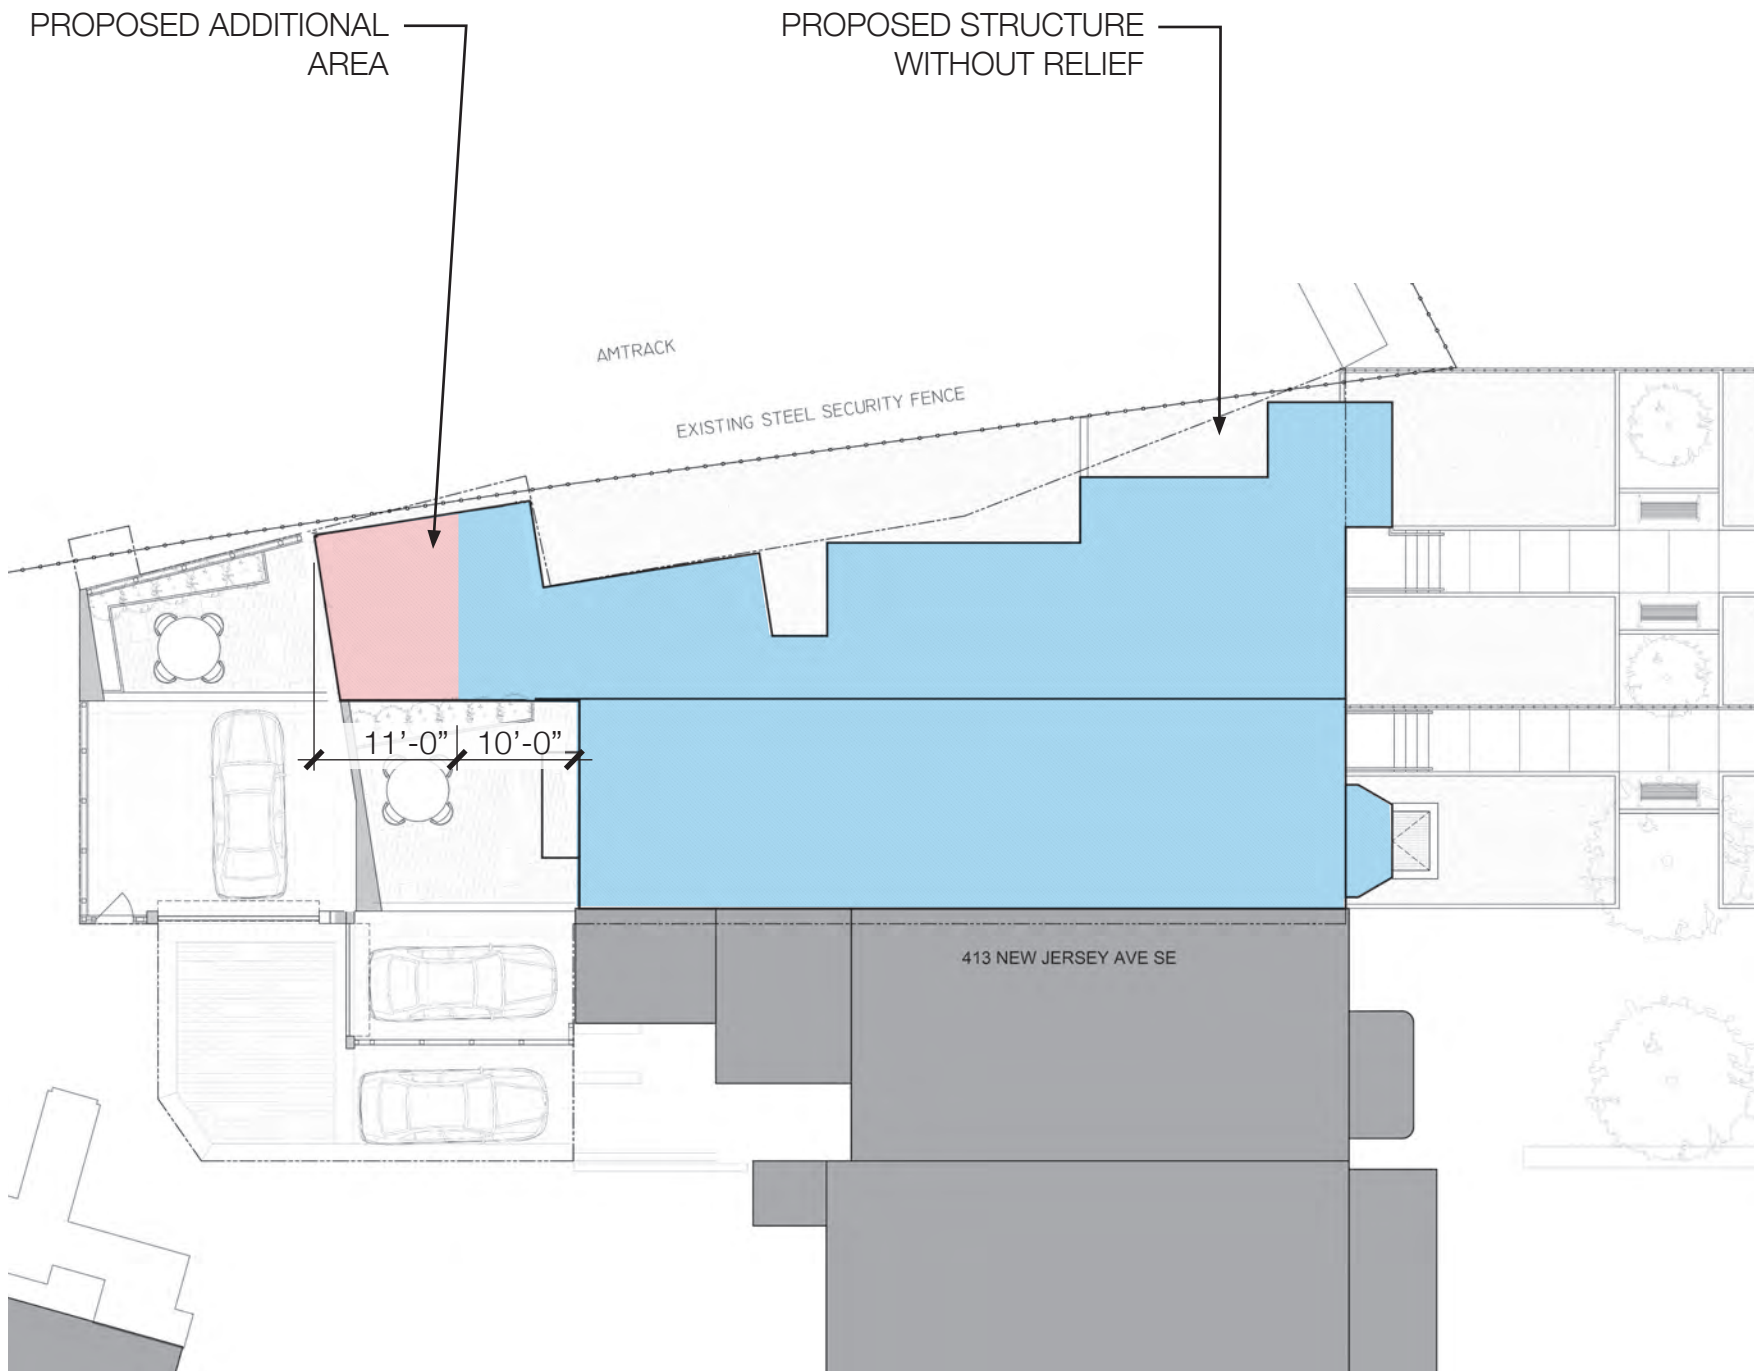 PROPOSED ADDITIONAL
AREA
PROPOSED STRUCTURE
WITHOUT RELIEF
AMTRACK
EXISTING STEEL SECURITY FENCE
11’-0” 10’-0”
413 NEW JERSEY AVE SE